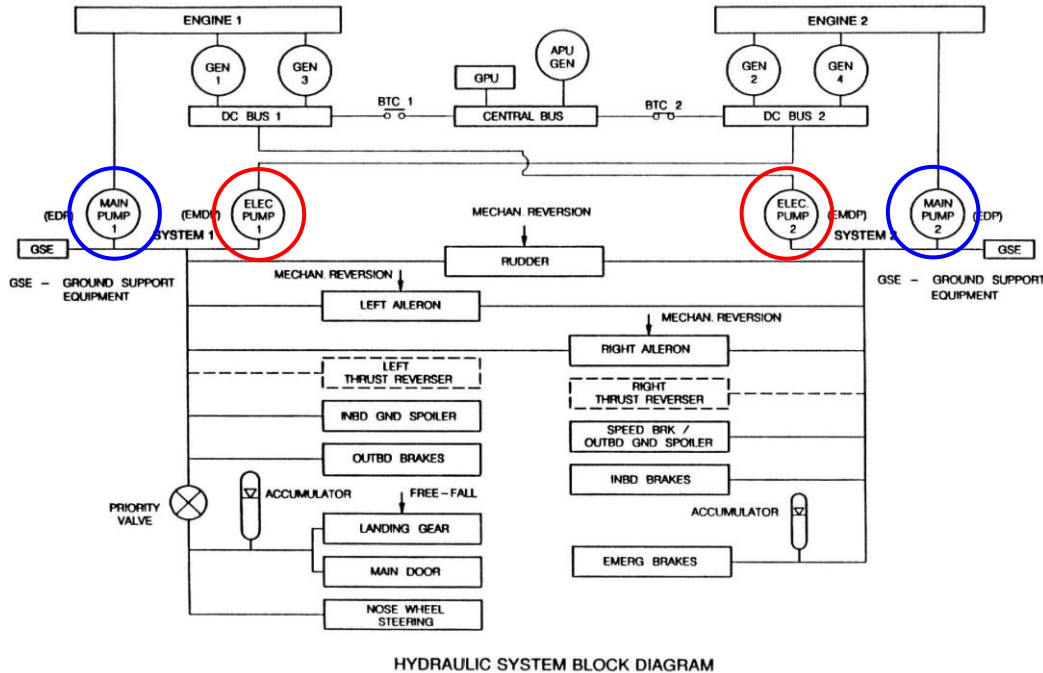 ENGINE 1
ENGINE 2
GEN
1
GEN
3
GPU
APU
GEN
GEN
2
GEN
4
DC BUS 1
BTC 1
CENTRAL BUS
BTC 2
DC BUS 2
(EDP)
MAIN
PUMP
1
(EMDP)
ELEC
PUMP
1
MECHAN. REVERSION
ELEC.
PUMP
2
(EMDP)
MAIN
PUMP
2
(EDP)
GSE
SYSTEM 1
SYSTEM 2
GSE
GSE – GROUND SUPPORT
EQUIPMENT
RUDDER
GSE – GROUND SUPPORT
EQUIPMENT
MECHAN. REVERSION
LEFT AILERON
MECHAN. REVERSION
RIGHT AILERON
LEFT
THRUST REVERSER
RIGHT
THRUST REVERSER
INBD GND SPOILER
SPEED BRK /
OUTBD GND SPOILER
OUTBD BRAKES
INBD BRAKES
PRIORITY
VALVE
ACCUMULATOR
FREE – FALL
ACCUMULATOR
LANDING GEAR
MAIN DOOR
EMERG BRAKES
NOSE WHEEL
STEERING
HYDRAULIC SYSTEM BLOCK DIAGRAM